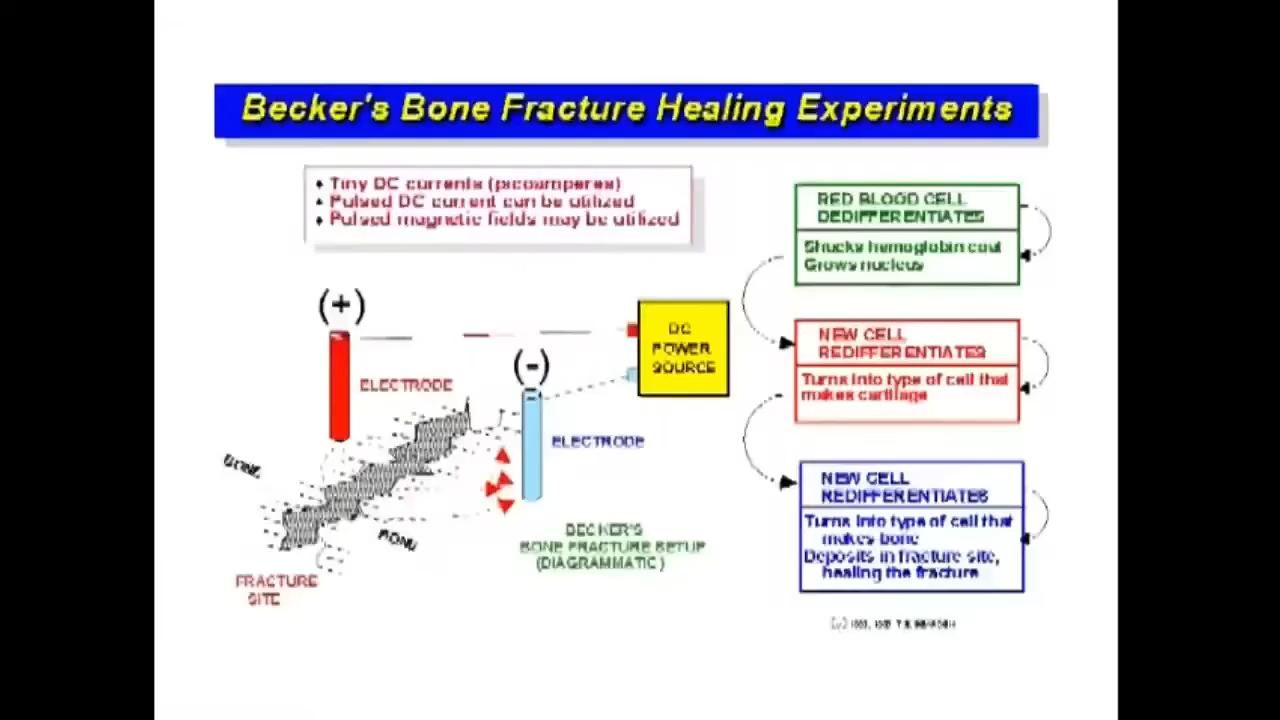 Becker's Bone Fracture Healing Experiments
• Tiny DC currents (picoamperes)
• Pulsed DC current can be utilized
• Pulsed magnetic fields may be utilized
RED BLOOD CELL
DEDIFFERENTIATES
Shucks hemoglobin coat
Grows nucleus
(+)
DC
POWER
SOURCE
NEW CELL
REDIFFERENTIATES
Turns into type of cell that
makes cartilage
(-)
ELECTRODE
ELECTRODE
BONE
BONE
NEW CELL
REDIFFERENTIATES
Turns into type of cell that
makes bone
Deposits in fracture site,
healing the fracture
BECKER'S
BONE FRACTURE SETUP
(DIAGRAMMATIC)
FRACTURE
SITE